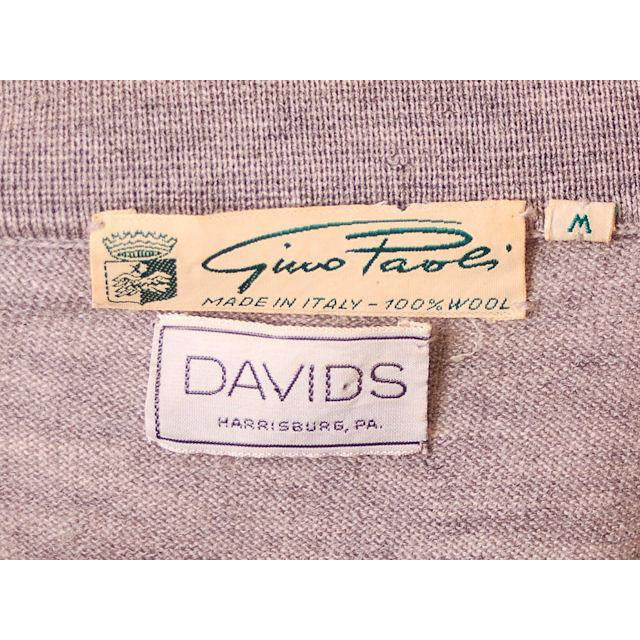 Gino Paoli
M
MADE IN ITALY - 100% WOOL
DAVIDS
HARRISBURG, PA.